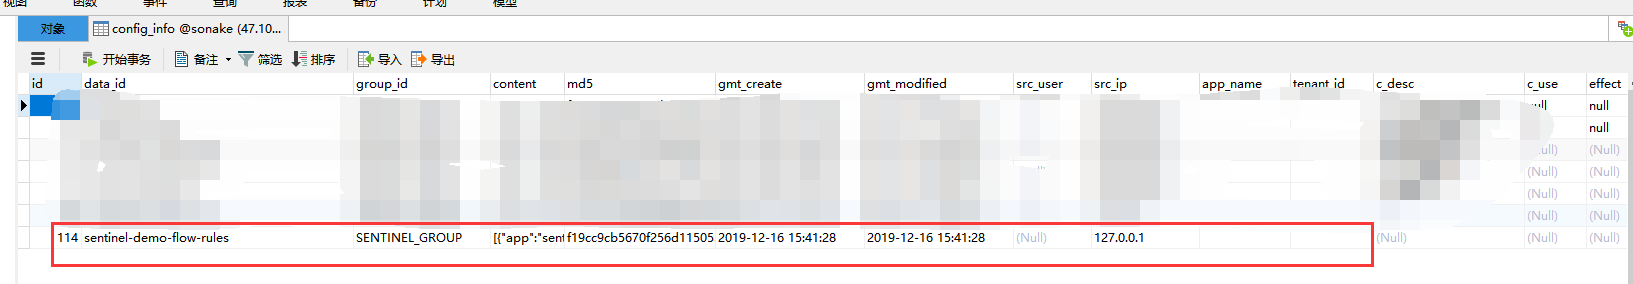 视图 函数 事件 查询 报表 备份 计划 模型
对象 config_info @sonake (47.10...
开始事务 备注 筛选 排序 导入 导出
id data_id group_id content md5 gmt_create gmt_modified src_user src_ip app_name tenant_id c_desc c_use effect
null null
null
(Null) (Null)
(Null) (Null)
(Null) (Null)
(Null) (Null)
114 sentinel-demo-flow-rules SENTINEL_GROUP [{"app":"sent f19cc9cb5670f256d11505 2019-12-16 15:41:28 2019-12-16 15:41:28 (Null) 127.0.0.1 (Null) (Null) (Null)